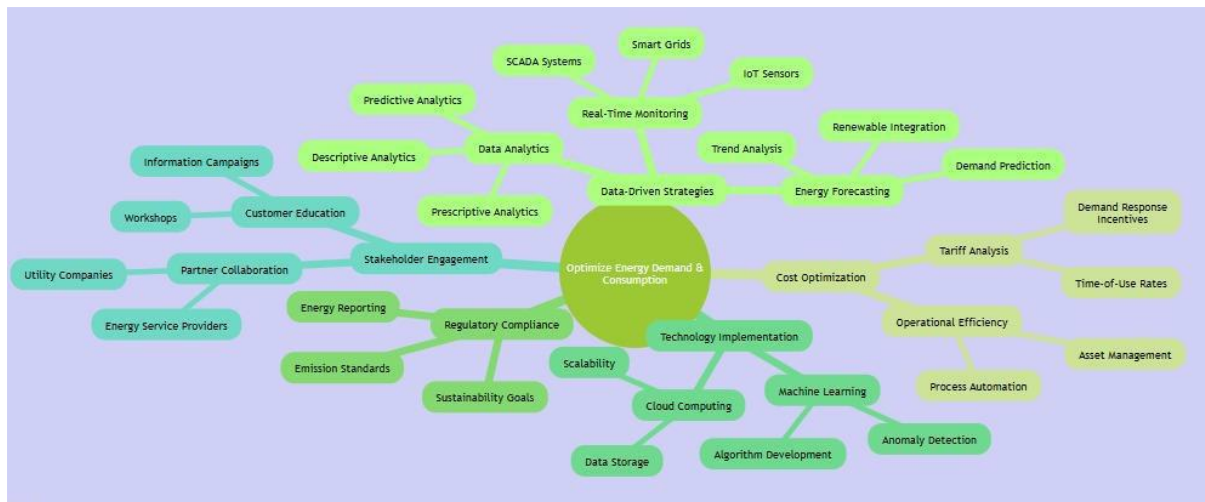 Smart Grids
SCADA Systems
IoT Sensors
Predictive Analytics
Real-Time Monitoring
Renewable Integration
Trend Analysis
Data Analytics
Information Campaigns
Descriptive Analytics
Demand Prediction
Data-Driven Strategies
Energy Forecasting
Customer Education
Prescriptive Analytics
Workshops
Demand Response
Incentives
Tariff Analysis
Stakeholder Engagement
Optimize Energy Demand &
Consumption
Partner Collaboration
Utility Companies
Cost Optimization
Time-of-Use Rates
Energy Reporting
Energy Service Providers
Regulatory Compliance
Operational Efficiency
Technology Implementation
Asset Management
Scalability
Emission Standards
Process Automation
Machine Learning
Sustainability Goals
Cloud Computing
Anomaly Detection
Algorithm Development
Data Storage